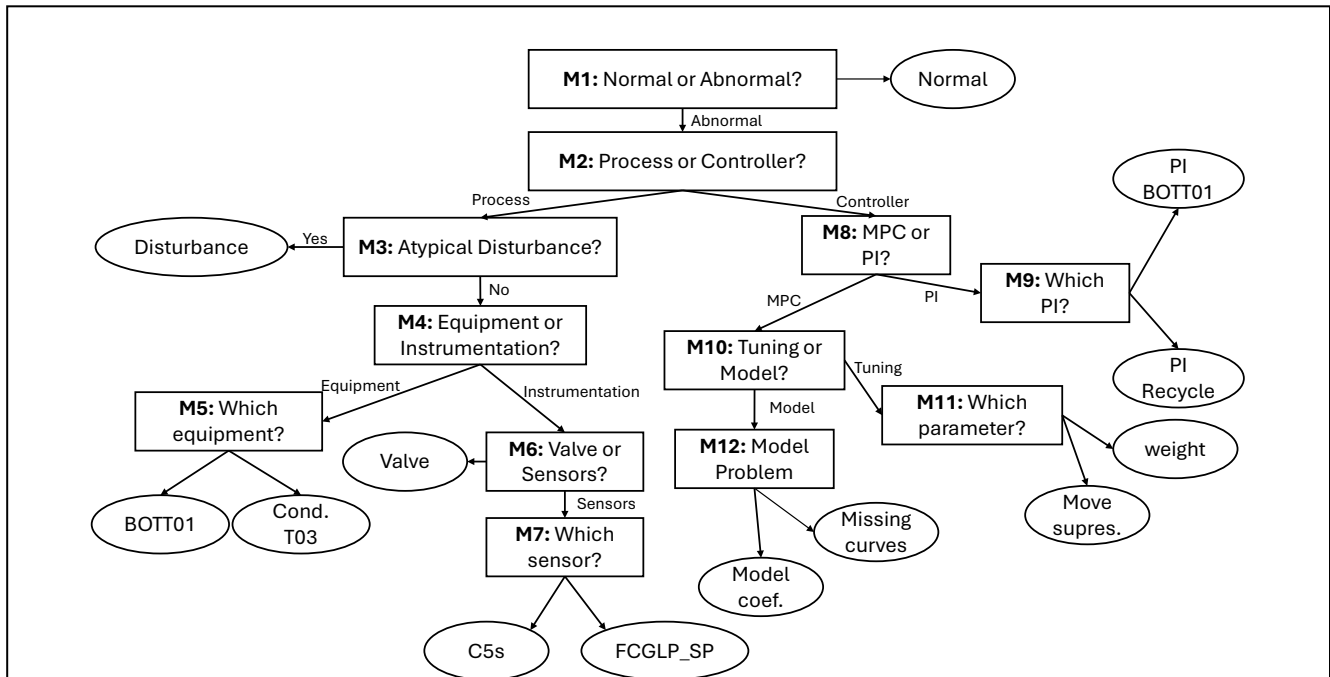 M1: Normal or Abnormal?
Normal
Abnormal
M2: Process or Controller?
Process
Controller
PI
BOTT01
Disturbance
Yes
M3: Atypical Disturbance?
M8: MPC or
PI?
No
MPC
PI
M9: Which
PI?
M4: Equipment or
Instrumentation?
M10: Tuning or
Model?
Tuning
PI
Recycle
Equipment
Instrumentation
M5: Which
equipment?
Model
M11: Which
parameter?
Valve
M6: Valve or
Sensors?
M12: Model
Problem
weight
Sensors
BOTT01
Cond.
T03
M7: Which
sensor?
Missing
curves
Move
supres.
Model
coef.
C5s
FCGLP_SP